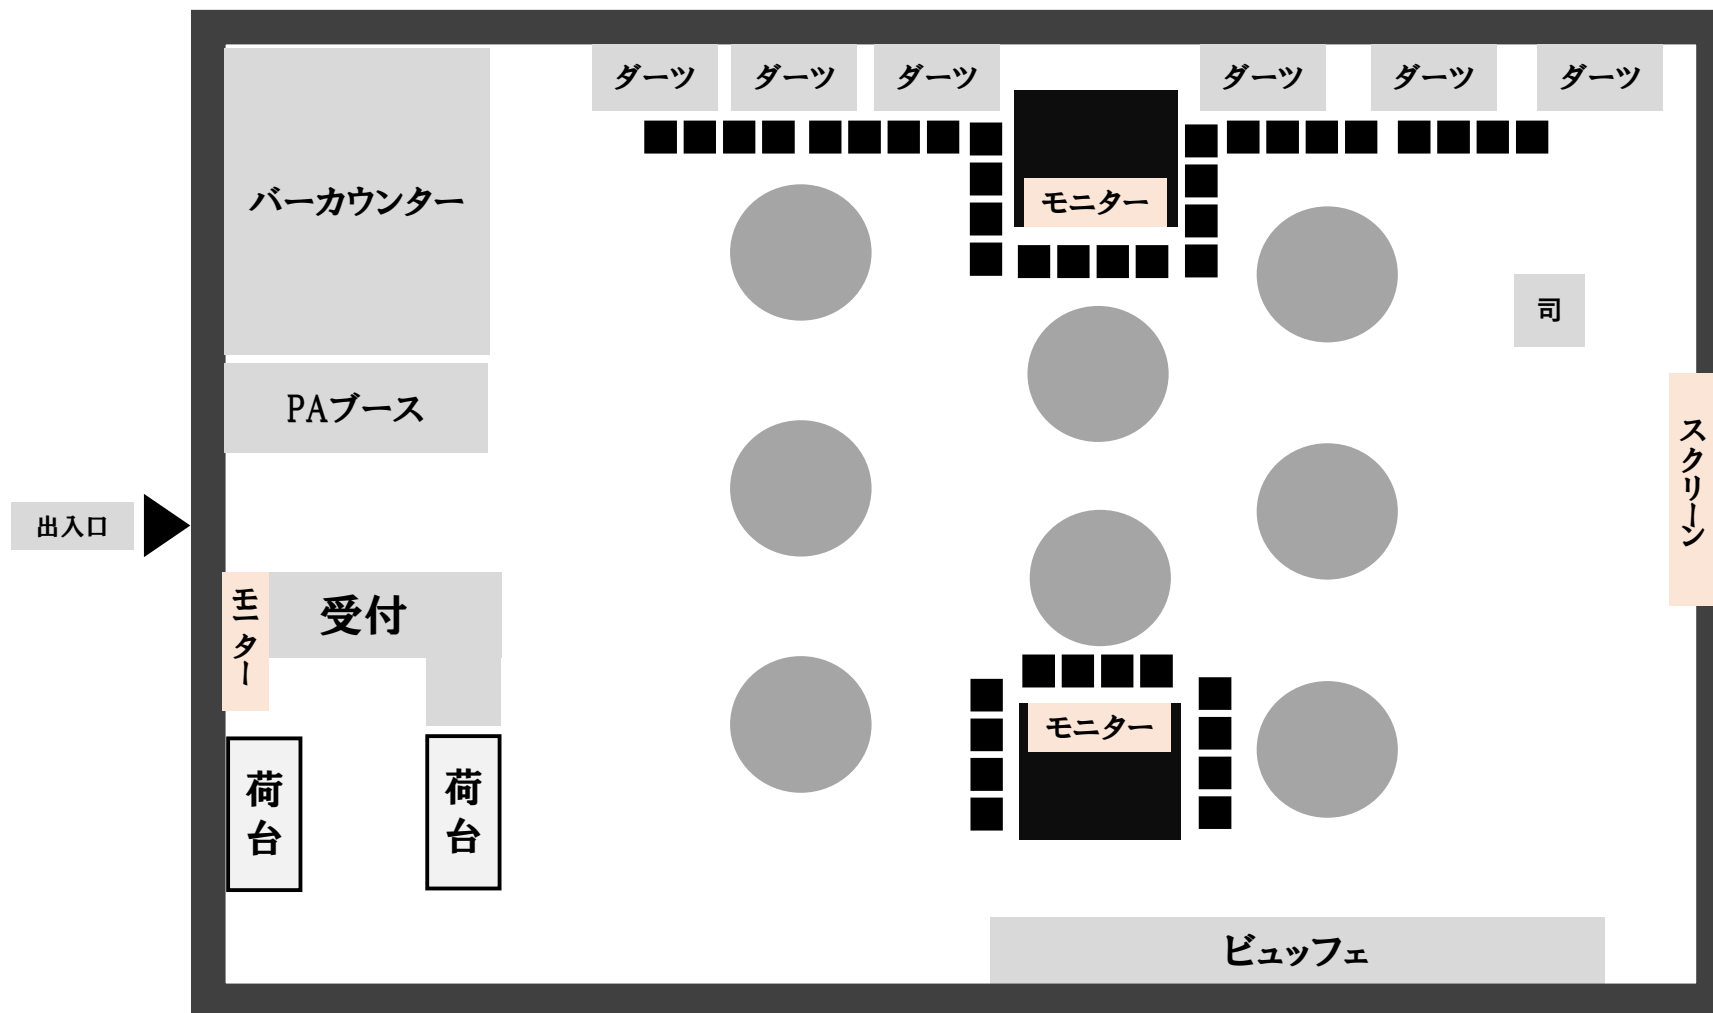 ダーツ
ダーツ
ダーツ
ダーツ
ダーツ
ダーツ
バーカウンター
モニター
司
PAブース
スクリーン
出入口
モニター
受付
モニター
荷台
荷台
ビュッフェ